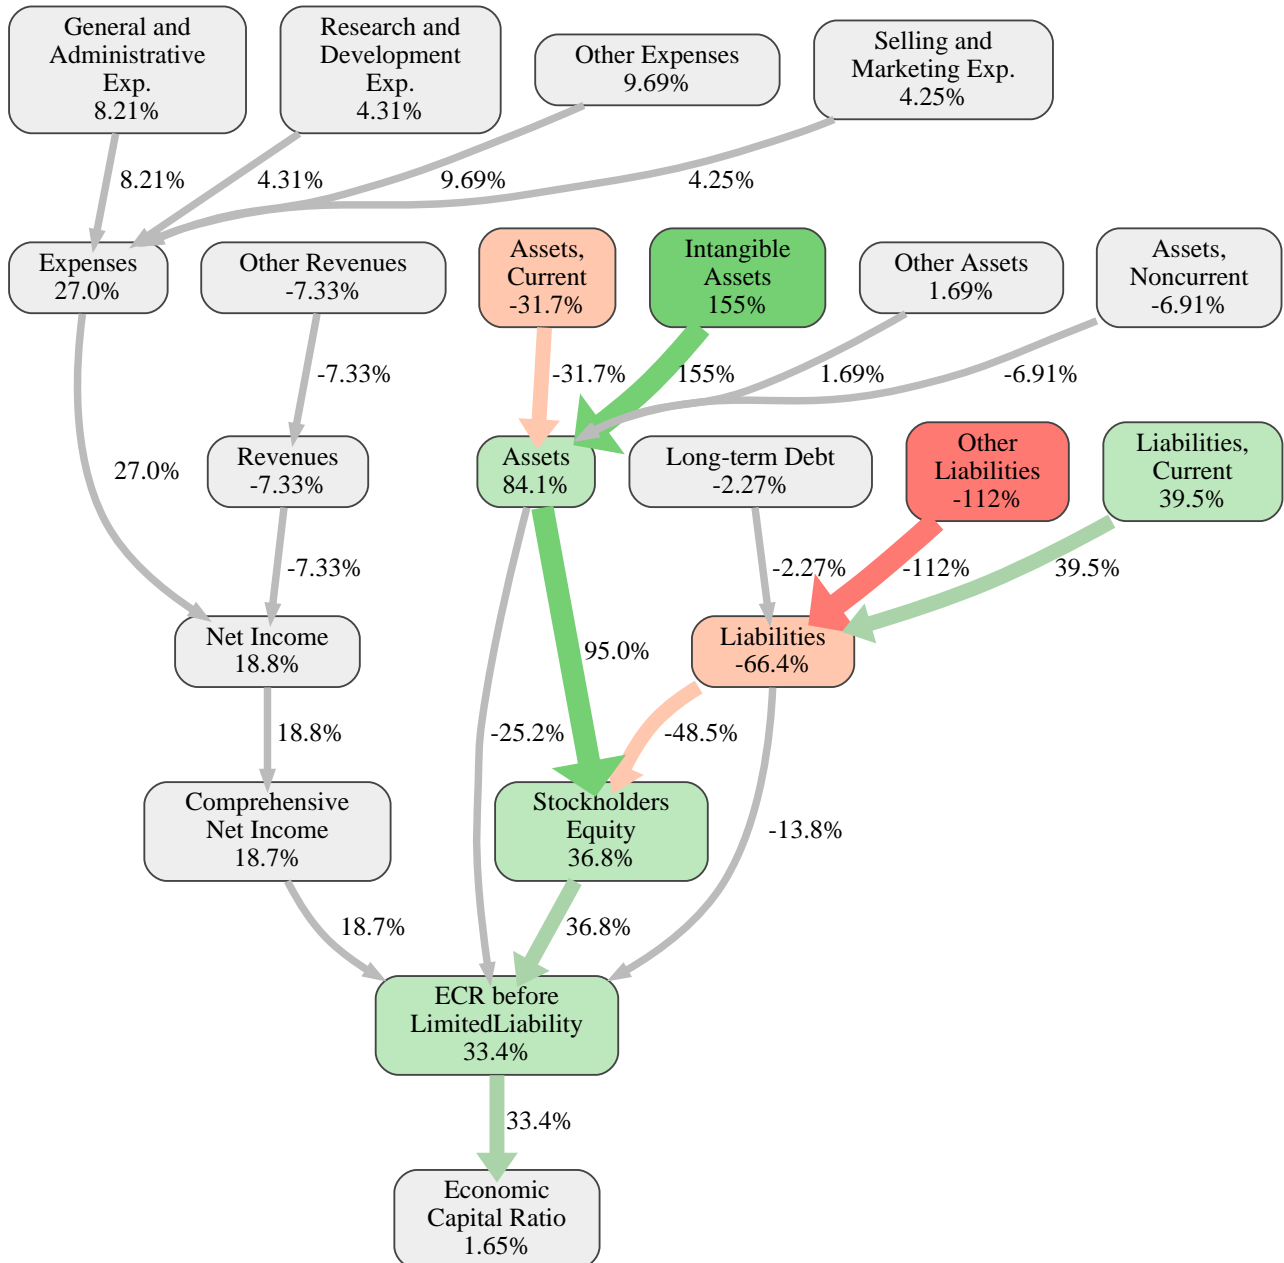 General and
Administrative
Exp.
8.21%
Research and
Development
Exp.
4.31%
Other Expenses
9.69%
Selling and
Marketing Exp.
4.25%
8.21%
4.31%
9.69%
4.25%
Expenses
27.0%
Other Revenues
-7.33%
Assets,
Current
-31.7%
Intangible
Assets
155%
Other Assets
1.69%
Assets,
Noncurrent
-6.91%
-7.33%
-31.7%
155%
1.69%
-6.91%
27.0%
Revenues
-7.33%
Assets
84.1%
Long-term Debt
-2.27%
Other
Liabilities
-112%
Liabilities,
Current
39.5%
-7.33%
-2.27%
-112%
39.5%
Net Income
18.8%
95.0%
Liabilities
-66.4%
18.8%
-25.2%
-48.5%
Comprehensive
Net Income
18.7%
Stockholders
Equity
36.8%
-13.8%
18.7%
36.8%
ECR before
LimitedLiability
33.4%
33.4%
Economic
Capital Ratio
1.65%